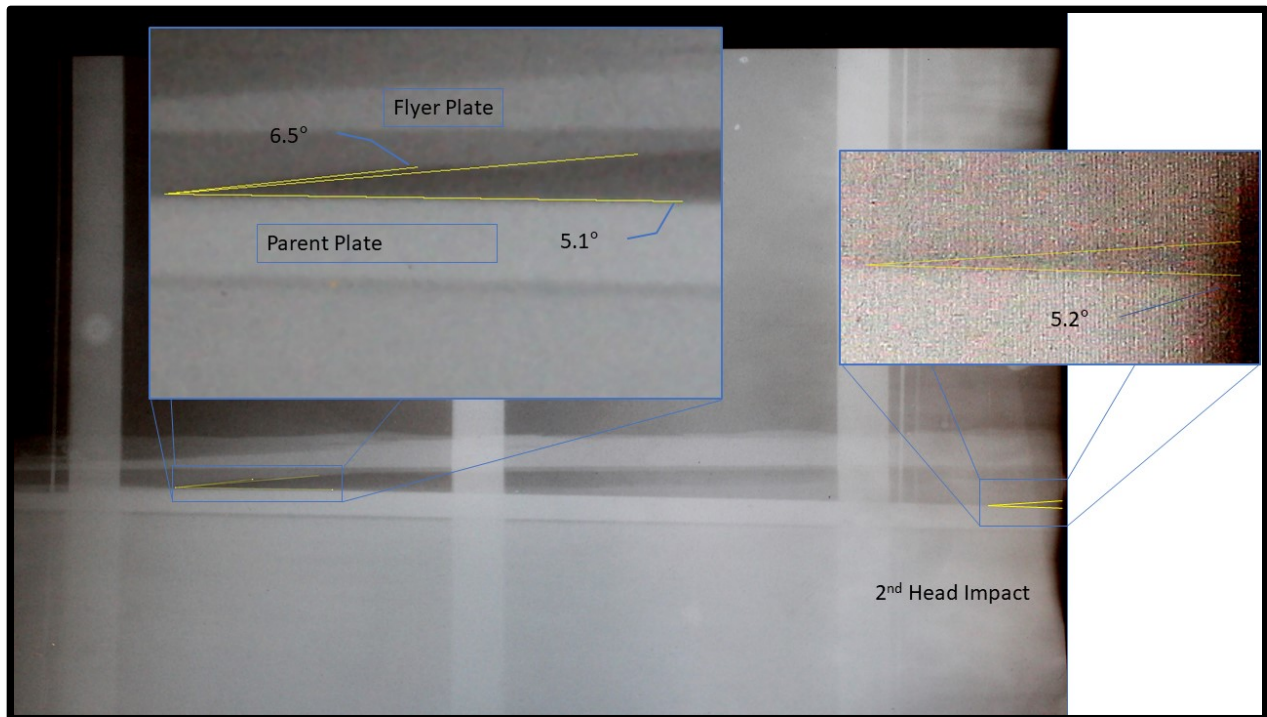 Flyer Plate
6.5°
Parent Plate
5.1°
5.2°
2nd Head Impact